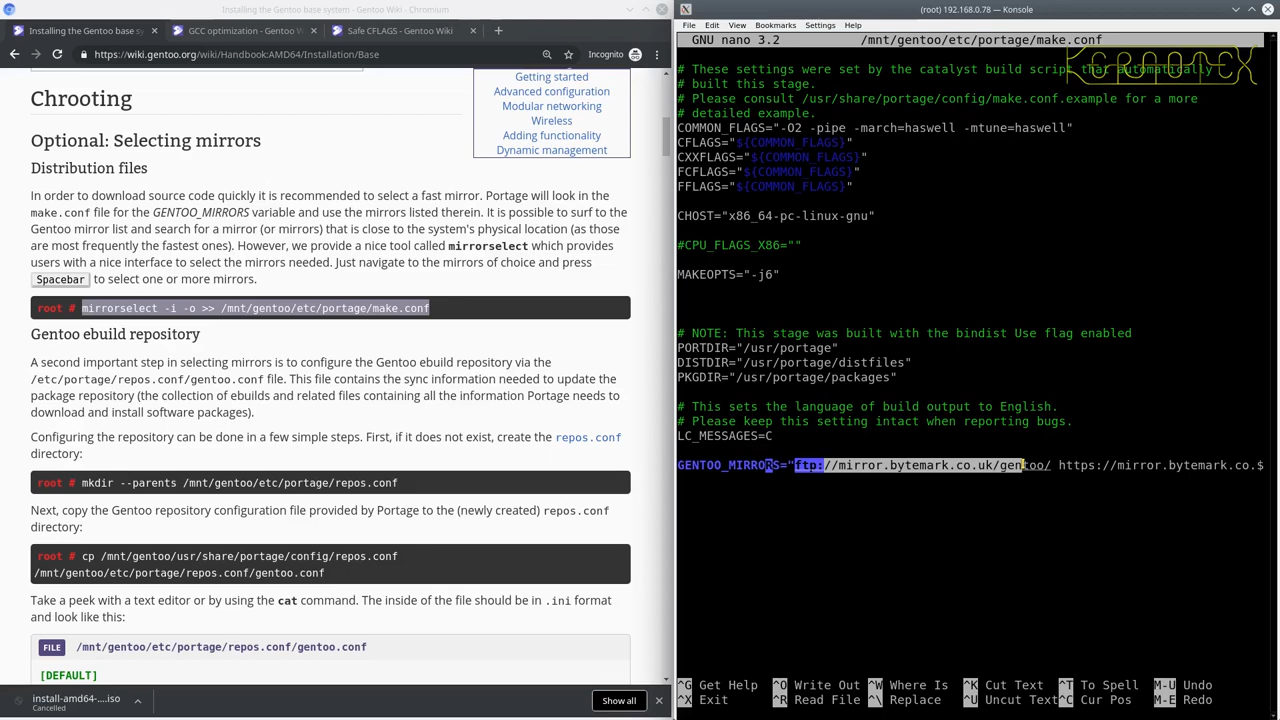 Installing the Gentoo base system - Gentoo Wiki - Chromium
Installing the Gentoo base sy
GCC optimization - Gentoo W
Safe CFLAGS - Gentoo Wiki
https://wiki.gentoo.org/wiki/Handbook:AMD64/Installation/Base
Incognito
Getting started
Advanced configuration
Modular networking
Wireless
Adding functionality
Dynamic management
Chrooting
Optional: Selecting mirrors
Distribution files
In order to download source code quickly it is recommended to select a fast mirror. Portage will look in the
make.conf file for the GENTOO_MIRRORS variable and use the mirrors listed therein. It is possible to surf to the
Gentoo mirror list and search for a mirror (or mirrors) that is close to the system's physical location (as those
are most frequently the fastest ones). However, we provide a nice tool called mirrorselect which provides
users with a nice interface to select the mirrors needed. Just navigate to the mirrors of choice and press
Spacebar to select one or more mirrors.
root # mirrorselect -i -o >> /mnt/gentoo/etc/portage/make.conf
Gentoo ebuild repository
A second important step in selecting mirrors is to configure the Gentoo ebuild repository via the
/etc/portage/repos.conf/gentoo.conf file. This file contains the sync information needed to update the
package repository (the collection of ebuilds and related files containing all the information Portage needs to
download and install software packages).
Configuring the repository can be done in a few simple steps. First, if it does not exist, create the repos.conf
directory:
root # mkdir --parents /mnt/gentoo/etc/portage/repos.conf
Next, copy the Gentoo repository configuration file provided by Portage to the (newly created) repos.conf
directory:
root # cp /mnt/gentoo/usr/share/portage/config/repos.conf
/mnt/gentoo/etc/portage/repos.conf/gentoo.conf
Take a peek with a text editor or by using the cat command. The inside of the file should be in .ini format
and look like this:
FILE /mnt/gentoo/etc/portage/repos.conf/gentoo.conf
[DEFAULT]
install-amd64-....iso
Cancelled
Show all
(root) 192.168.0.78 — Konsole
File Edit View Bookmarks Settings Help
GNU nano 3.2 /mnt/gentoo/etc/portage/make.conf
# These settings were set by the catalyst build script that automatically
# built this stage.
# Please consult /usr/share/portage/config/make.conf.example for a more
# detailed example.
COMMON_FLAGS="-O2 -pipe -march=haswell -mtune=haswell"
CFLAGS="${COMMON_FLAGS}"
CXXFLAGS="${COMMON_FLAGS}"
FCFLAGS="${COMMON_FLAGS}"
FFLAGS="${COMMON_FLAGS}"
CHOST="x86_64-pc-linux-gnu"
#CPU_FLAGS_X86=""
MAKEOPTS="-j6"
# NOTE: This stage was built with the bindist Use flag enabled
PORTDIR="/usr/portage"
DISTDIR="/usr/portage/distfiles"
PKGDIR="/usr/portage/packages"
# This sets the language of build output to English.
# Please keep this setting intact when reporting bugs.
LC_MESSAGES=C
GENTOO_MIRRORS="ftp://mirror.bytemark.co.uk/gentoo/ https://mirror.bytemark.co.$
^G Get Help ^O Write Out ^W Where Is ^K Cut Text ^T To Spell M-U Undo
^X Exit ^R Read File ^\ Replace ^U Uncut Text ^C Cur Pos M-E Redo